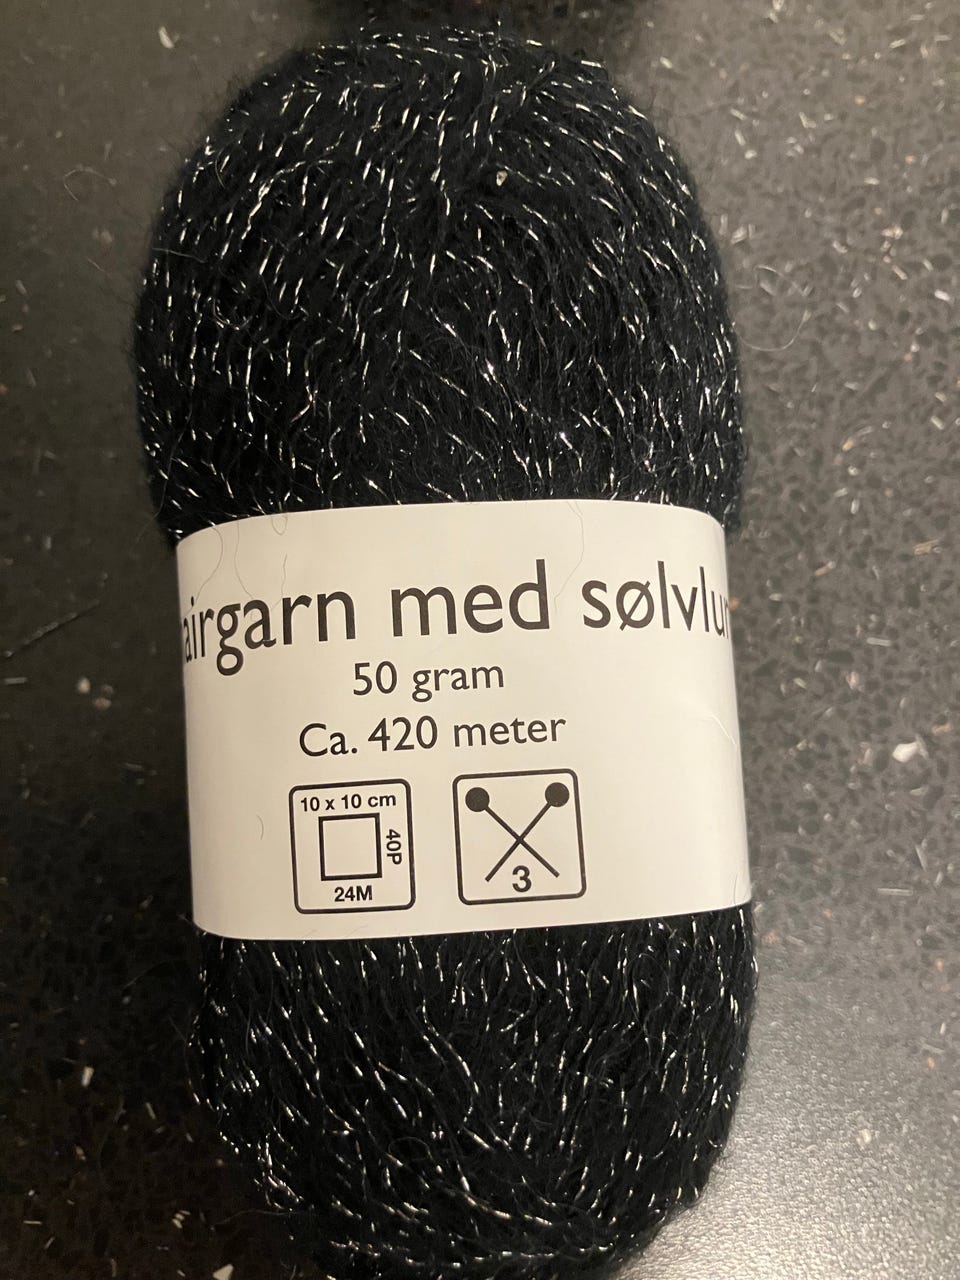 airgarn med sølvlu
50 gram
Ca. 420 meter
10 x 10 cm
40P
24M
3